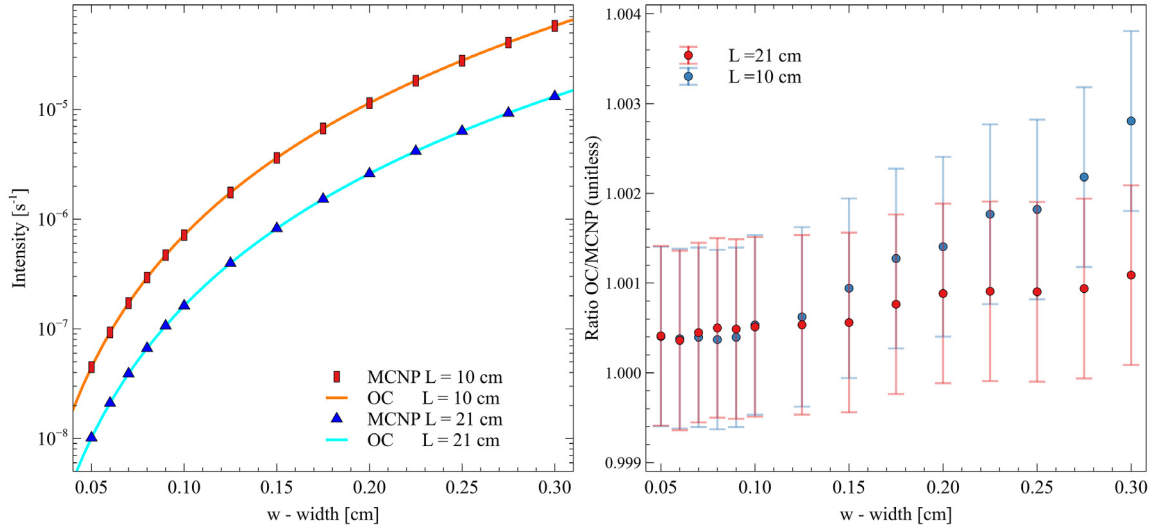 Intensity [s⁻¹]
10⁻⁵
10⁻⁶
10⁻⁷
10⁻⁸
MCNP L = 10 cm
OC L = 10 cm
MCNP L = 21 cm
OC L = 21 cm
0.05 0.10 0.15 0.20 0.25 0.30
w - width [cm]
Ratio OC/MCNP (unitless)
1.004
1.003
1.002
1.001
1.000
0.999
L =21 cm
L =10 cm
0.05 0.10 0.15 0.20 0.25 0.30
w - width [cm]